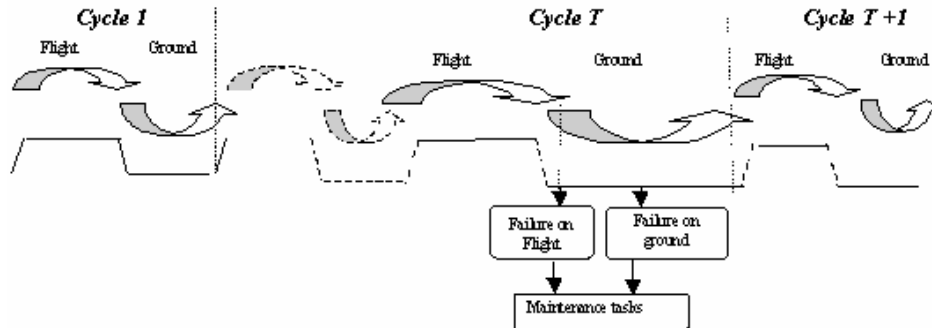 Cycle 1
Cycle T
Cycle T +1
Flight
Ground
Flight
Ground
Flight
Ground
Failure on
Flight
Failure on
ground
Maintenance tasks